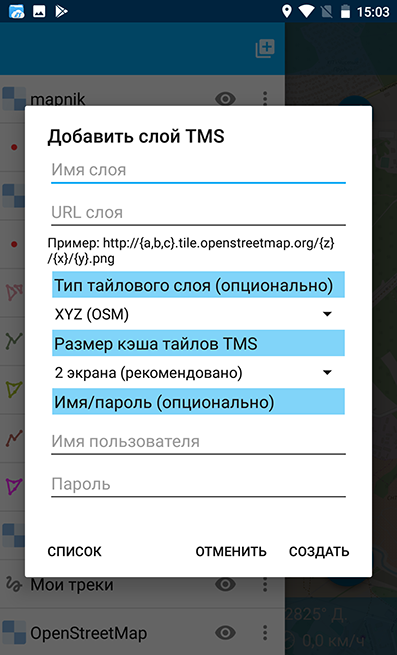 15:03
mapnik
Добавить слой TMS
Имя слоя
URL слоя
Пример: http://{a,b,c}.tile.openstreetmap.org/{z}
/{x}/{y}.png
Тип тайлового слоя (опционально)
XYZ (OSM)
Размер кэша тайлов TMS
2 экрана (рекомендовано)
Имя/пароль (опционально)
Имя пользователя
Пароль
СПИСОК ОТМЕНИТЬ СОЗДАТЬ
Мои треки
2825° Д.
OpenStreetMap
0,0 км/ч